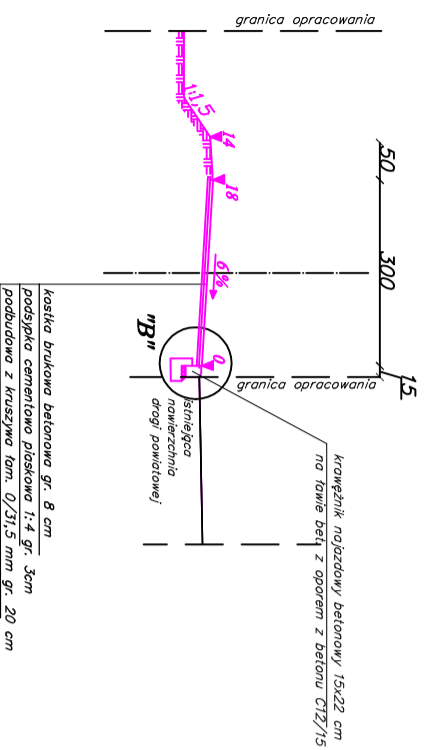 granica opracowania
50
300
15
1:1,5
14
18
6%
0
"B"
granica opracowania
istniejąca
nawierzchnia
drogi powiatowej
krawężnik najazdowy betonowy 15x22 cm
na ławie bet. z oporem z betonu C12/15
kostka brukowa betonowa gr. 8 cm
podsypka cementowo piaskowa 1:4 gr. 3cm
podbudowa z kruszywa łam. 0/31,5 mm gr. 20 cm